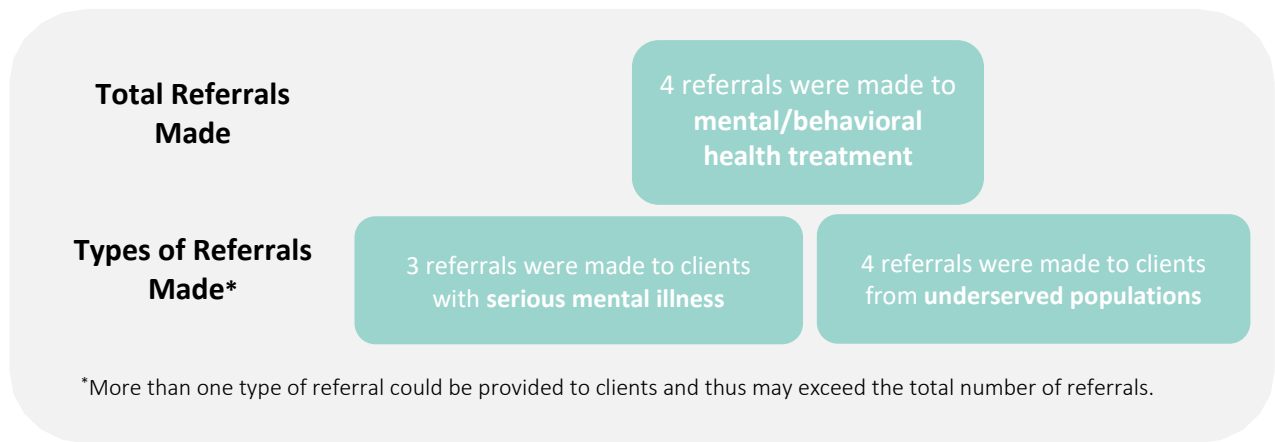 Total Referrals
Made
4 referrals were made to
mental/behavioral
health treatment
Types of Referrals
Made*
3 referrals were made to clients
with serious mental illness
4 referrals were made to clients
from underserved populations
*More than one type of referral could be provided to clients and thus may exceed the total number of referrals.